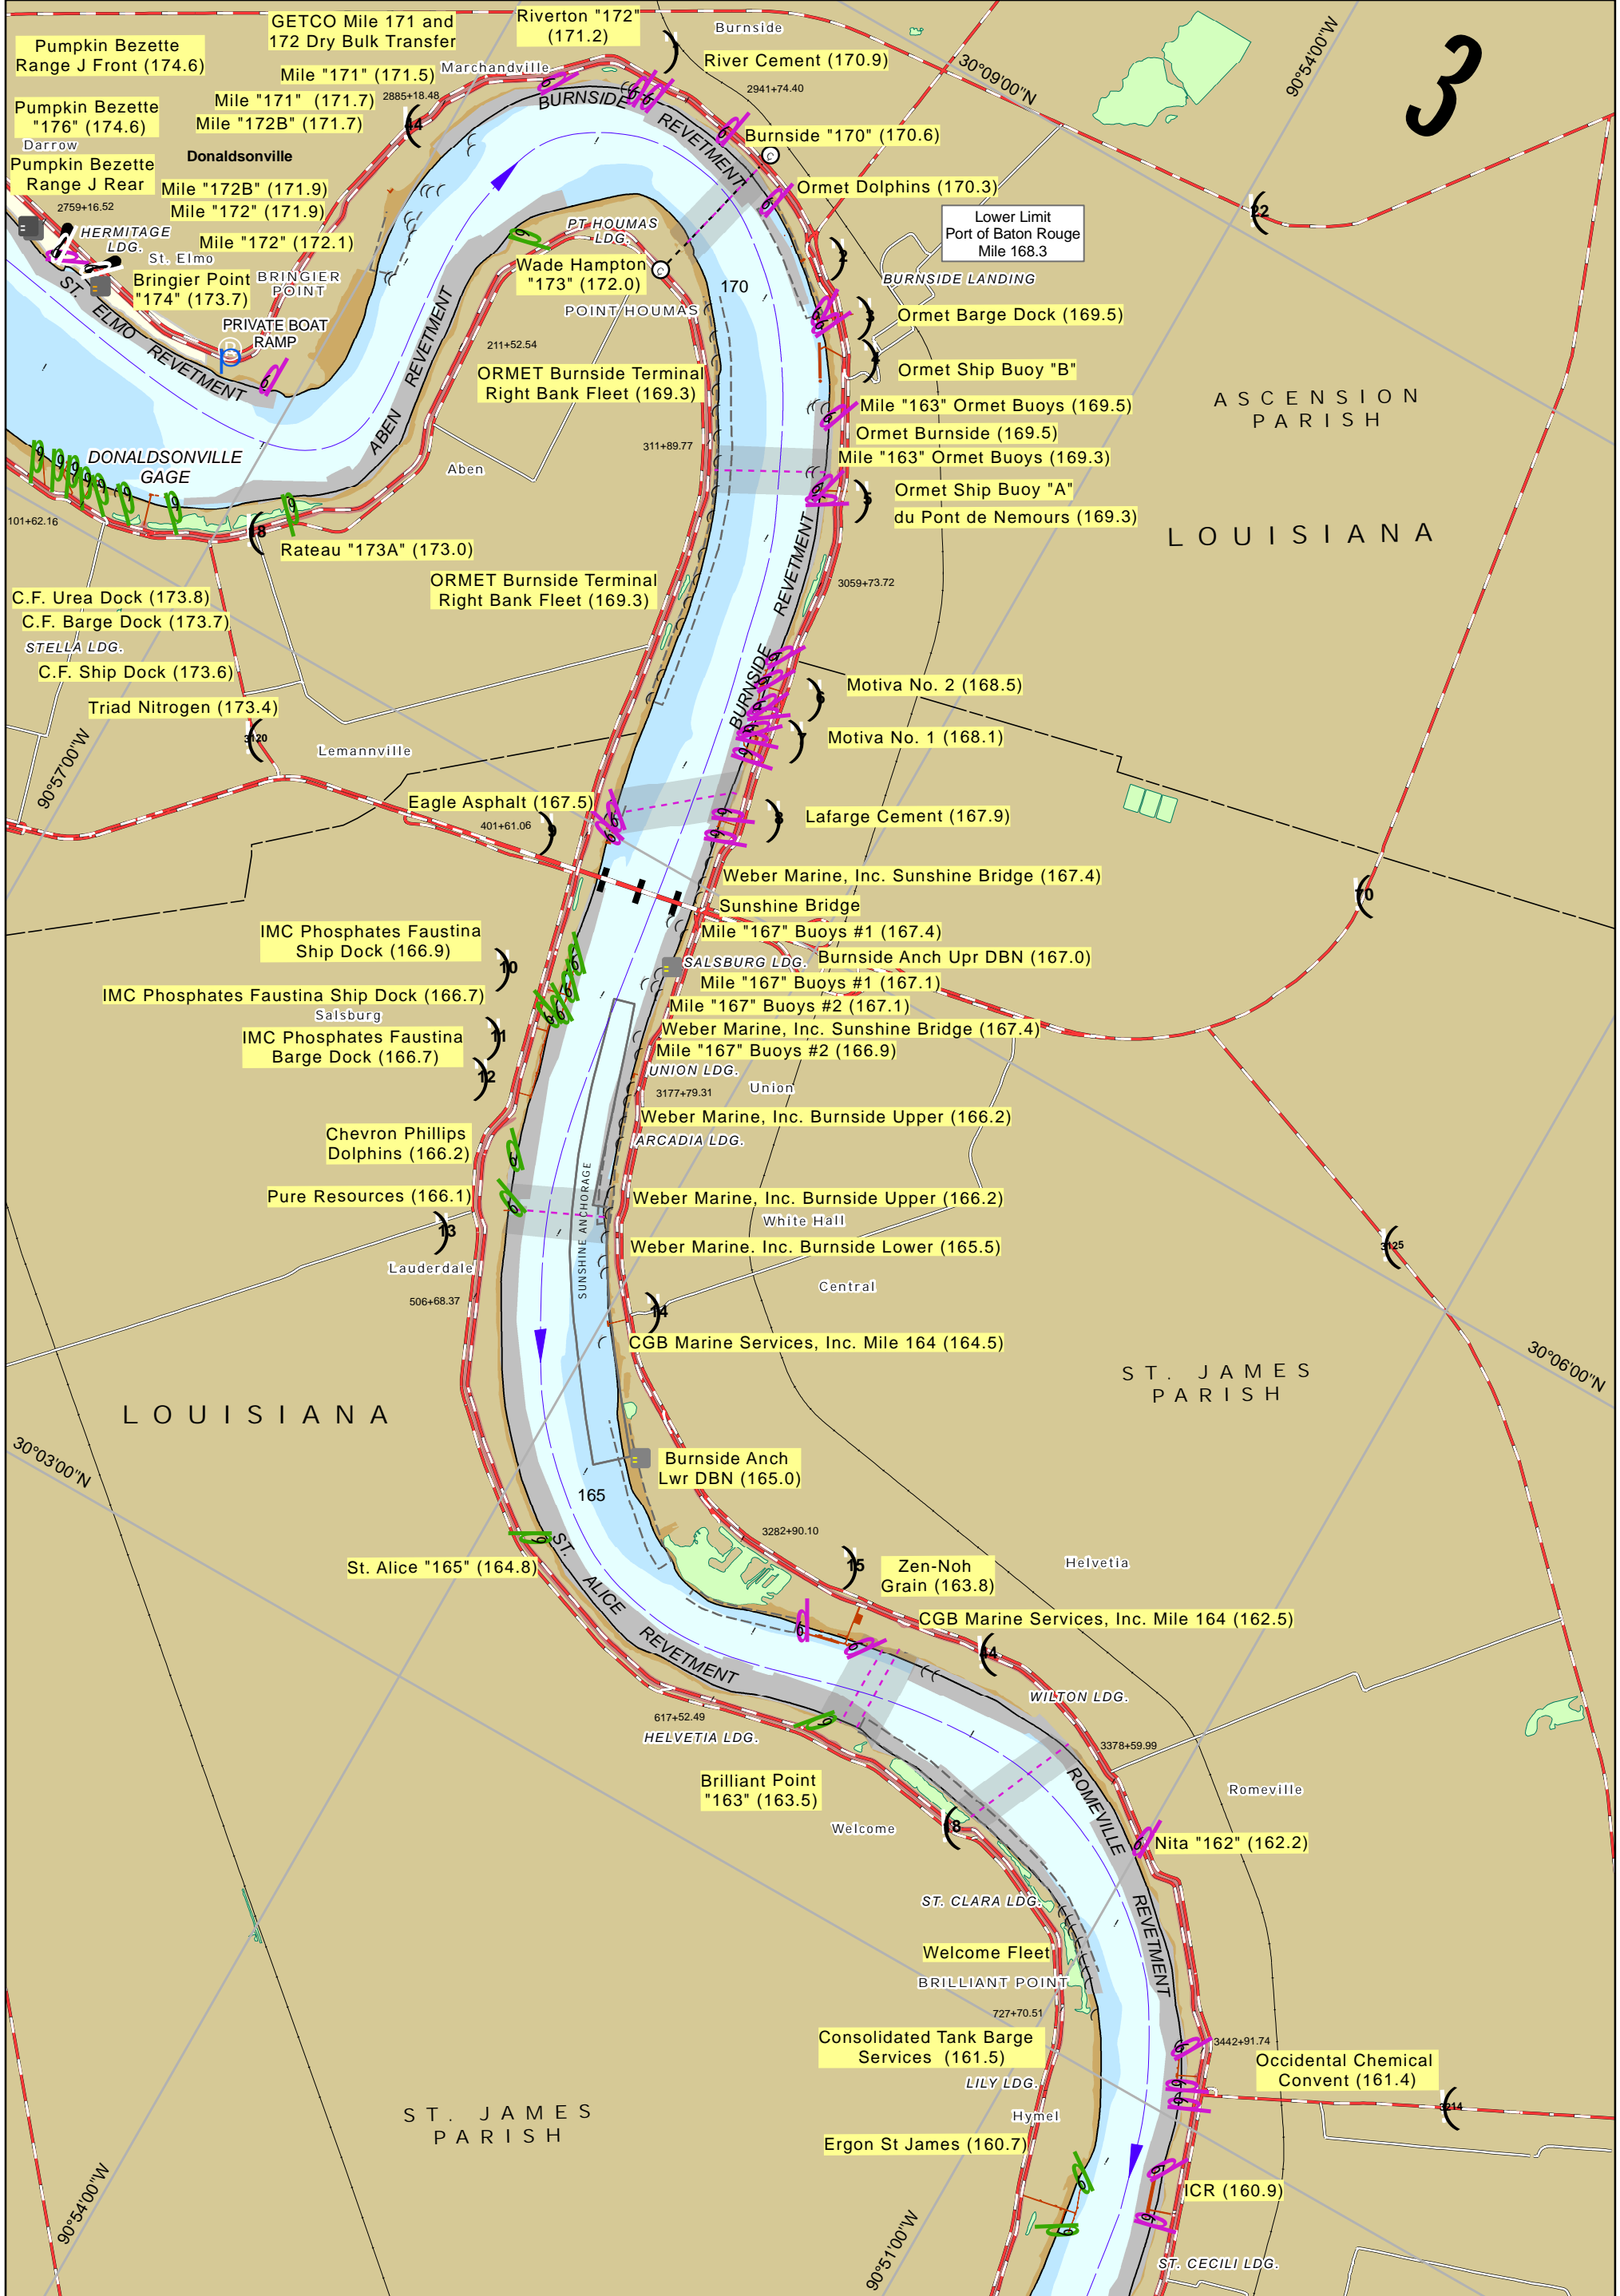 GETCO Mile 171 and
172 Dry Bulk Transfer
Riverton "172"
(171.2)
Burnside
3
Pumpkin Bezette
Range J Front (174.6)
Marchandville
River Cement (170.9)
30°09'00"N
90°54'00"W
Mile "171" (171.5)
2885+18.48
2941+74.40
Mile "171" (171.7)
Pumpkin Bezette
"176" (174.6)
Mile "172B" (171.7)
44
BURNSIDE
REVETMENT
Burnside "170" (170.6)
Darrow
Donaldsonville
Pumpkin Bezette
Range J Rear
Mile "172B" (171.9)
Ormet Dolphins (170.3)
2759+16.52
Mile "172" (171.9)
22
Lower Limit
Port of Baton Rouge
Mile 168.3
HERMITAGE
LDG.
PT HOUMAS
LDG.
Mile "172" (172.1)
St. Elmo
2
Wade Hampton
"173" (172.0)
Bringier Point
"174" (173.7)
BRINGIER
POINT
BURNSIDE LANDING
170
POINT HOUMAS
ST.
ELMO
REVETMENT
PRIVATE BOAT
RAMP
3
Ormet Barge Dock (169.5)
211+52.54
ABEN
REVETMENT
4
Ormet Ship Buoy "B"
ORMET Burnside Terminal
Right Bank Fleet (169.3)
ASCENSION
PARISH
Mile "163" Ormet Buoys (169.5)
Ormet Burnside (169.5)
311+89.77
Mile "163" Ormet Buoys (169.3)
DONALDSONVILLE
GAGE
Aben
Ormet Ship Buoy "A"
5
du Pont de Nemours (169.3)
101+62.16
18
LOUISIANA
Rateau "173A" (173.0)
BURNSIDE
REVETMENT
ORMET Burnside Terminal
Right Bank Fleet (169.3)
3059+73.72
C.F. Urea Dock (173.8)
C.F. Barge Dock (173.7)
STELLA LDG.
C.F. Ship Dock (173.6)
Motiva No. 2 (168.5)
6
Triad Nitrogen (173.4)
3120
Motiva No. 1 (168.1)
7
Lemannville
90°57'00"W
Eagle Asphalt (167.5)
401+61.06
9
8
Lafarge Cement (167.9)
Weber Marine, Inc. Sunshine Bridge (167.4)
70
Sunshine Bridge
IMC Phosphates Faustina
Ship Dock (166.9)
Mile "167" Buoys #1 (167.4)
Burnside Anch Upr DBN (167.0)
SALSBURG LDG.
10
Mile "167" Buoys #1 (167.1)
IMC Phosphates Faustina Ship Dock (166.7)
Mile "167" Buoys #2 (167.1)
Salsburg
Weber Marine, Inc. Sunshine Bridge (167.4)
IMC Phosphates Faustina
Barge Dock (166.7)
11
Mile "167" Buoys #2 (166.9)
UNION LDG.
12
Union
3177+79.31
Weber Marine, Inc. Burnside Upper (166.2)
Chevron Phillips
Dolphins (166.2)
ARCADIA LDG.
SUNSHINE ANCHORAGE
Pure Resources (166.1)
Weber Marine, Inc. Burnside Upper (166.2)
White Hall
13
Weber Marine. Inc. Burnside Lower (165.5)
3125
Lauderdale
Central
506+68.37
14
CGB Marine Services, Inc. Mile 164 (164.5)
30°06'00"N
ST. JAMES
PARISH
LOUISIANA
30°03'00"N
Burnside Anch
Lwr DBN (165.0)
165
3282+90.10
St. Alice "165" (164.8)
ST.
ALICE
REVETMENT
15
Zen-Noh
Grain (163.8)
Helvetia
CGB Marine Services, Inc. Mile 164 (162.5)
44
WILTON LDG.
617+52.49
HELVETIA LDG.
3378+59.99
Brilliant Point
"163" (163.5)
Romeville
ROMEVILLE
REVETMENT
Welcome
18
Nita "162" (162.2)
ST. CLARA LDG.
Welcome Fleet
BRILLIANT POINT
727+70.51
Consolidated Tank Barge
Services (161.5)
3442+91.74
Occidental Chemical
Convent (161.4)
LILY LDG.
3214
ST. JAMES
PARISH
Hymel
Ergon St James (160.7)
ICR (160.9)
90°54'00"W
90°51'00"W
ST. CECILI LDG.